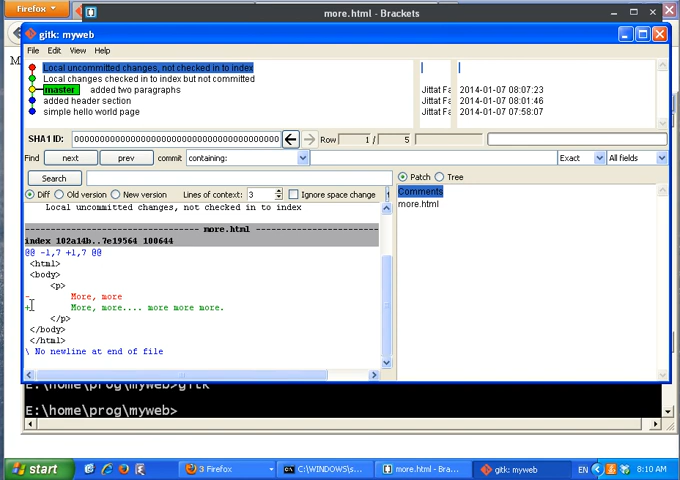 Firefox
more.html - Brackets
gitk: myweb
File Edit View Help
Local uncommitted changes, not checked in to index
Local changes checked in to index but not committed
master added two paragraphs Jittat Fa 2014-01-07 08:07:23
added header section Jittat Fa 2014-01-07 08:01:46
simple hello world page Jittat Fa 2014-01-07 07:58:07
SHA1 ID: 0000000000000000000000000000000000000000 Row 1 / 5
Find next prev commit containing: Exact All fields
Search Patch Tree
Diff Old version New version Lines of context: 3 Ignore space change
Comments
more.html
Local uncommitted changes, not checked in to index
more.html
index 102a14b..7e19564 100644
@@ -1,7 +1,7 @@
<html>
<body>
<p>
- More, more
+ More, more.... more more more.
</p>
</body>
</html>
\ No newline at end of file
E:\home\prog\myweb>gitk
E:\home\prog\myweb>
start 3 Firefox C:\WINDOWS\s... more.html - Bra... gitk: myweb EN 8:10 AM